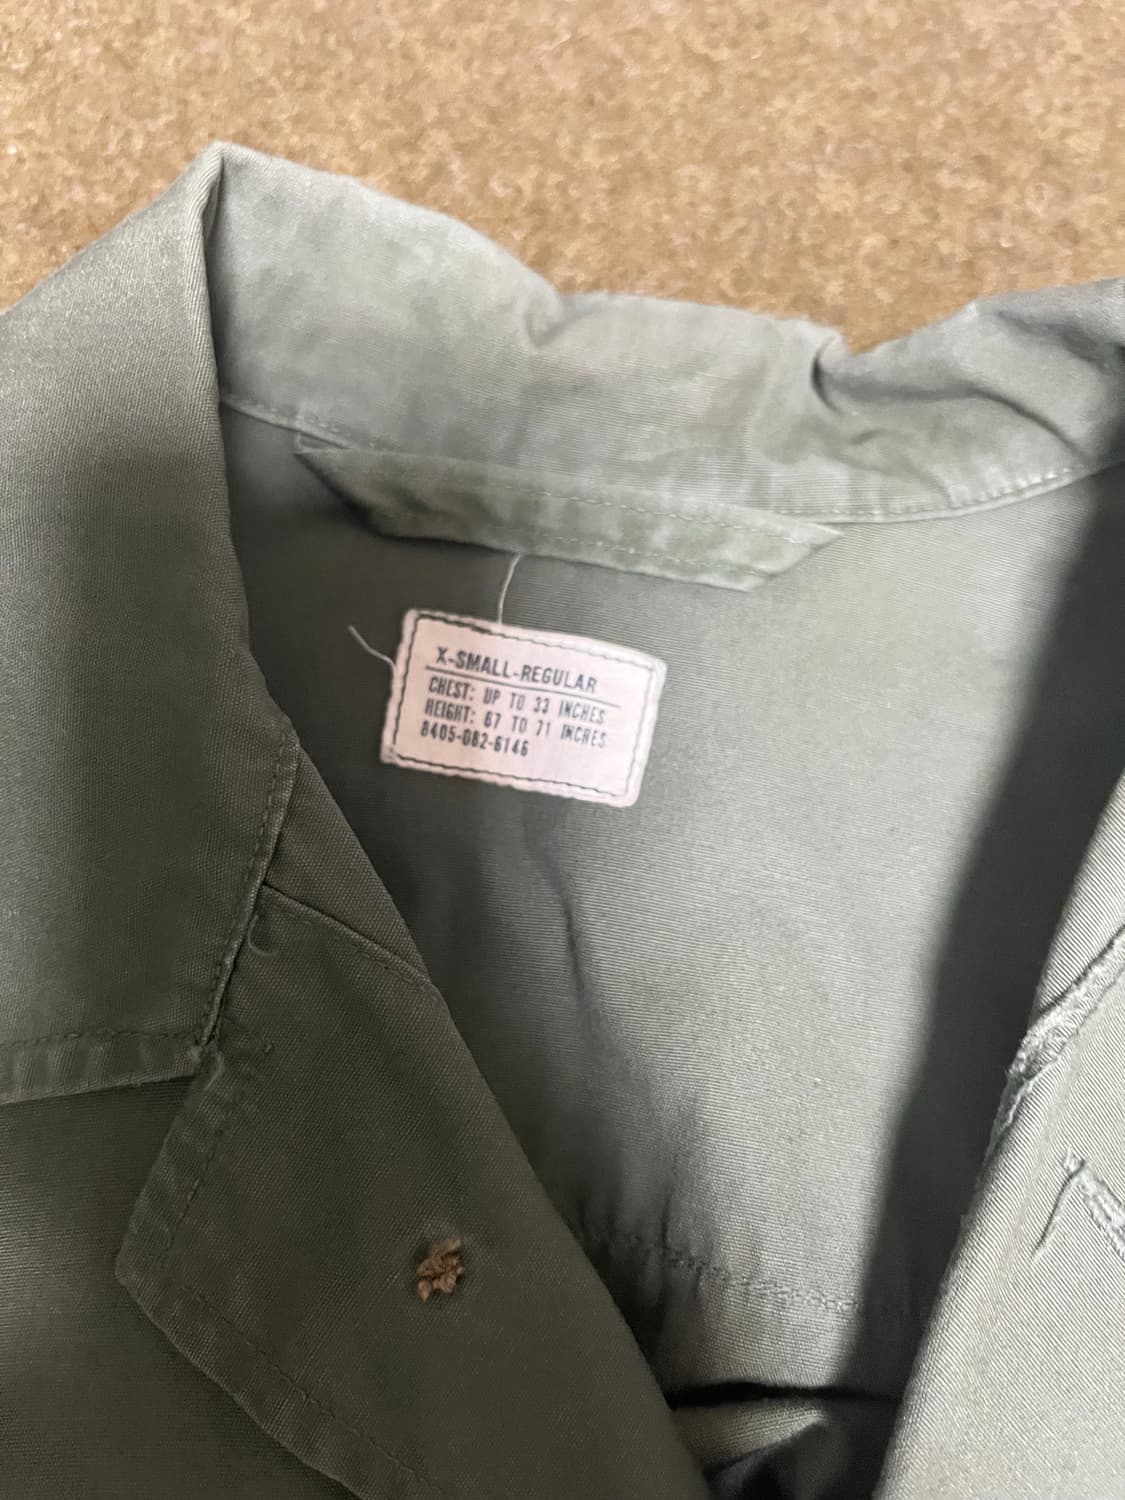 X-SMALL-REGULAR
CHEST: UP TO 33 INCHES
HEIGHT: 67 TO 71 INCHES
8405-082-6146